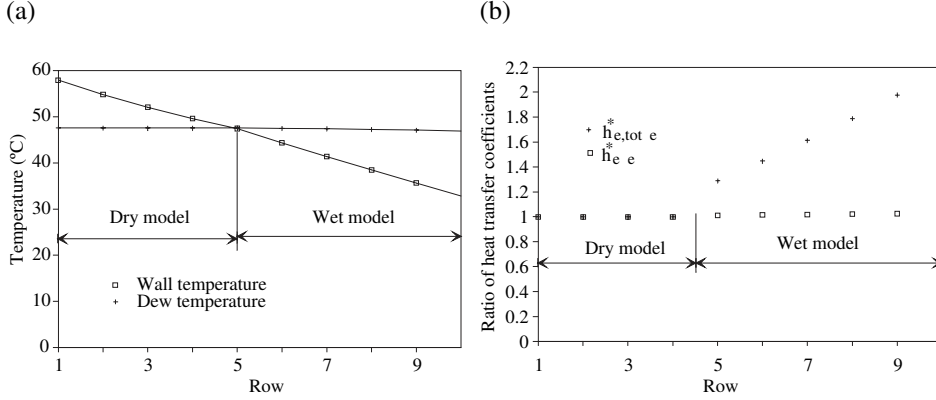 (a)
60
50
40
30
20
10
0
Temperature (ºC)
Dry model
Wet model
Wall temperature
Dew temperature
1
3
5
7
9
Row
(b)
2.2
2
1.8
1.6
1.4
1.2
1
0.8
0.6
0.4
0.2
0
Ratio of heat transfer coefficients
h*e,tot e
h*e e
Dry model
Wet model
1
3
5
7
9
Row